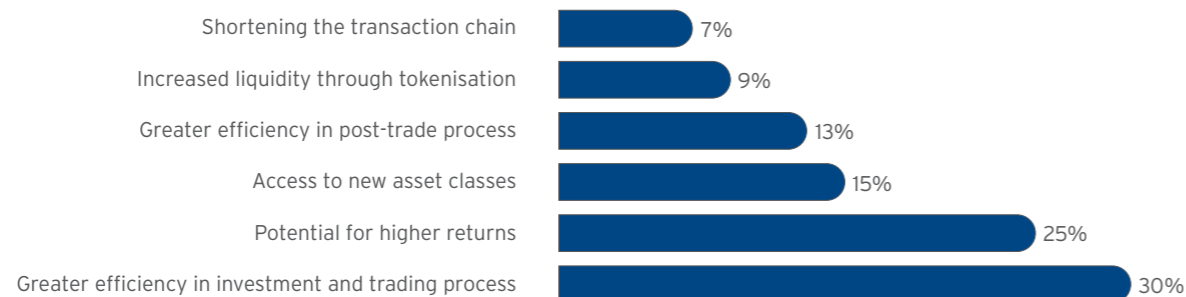 Shortening the transaction chain 7%
Increased liquidity through tokenisation 9%
Greater efficiency in post-trade process 13%
Access to new asset classes 15%
Potential for higher returns 25%
Greater efficiency in investment and trading process 30%